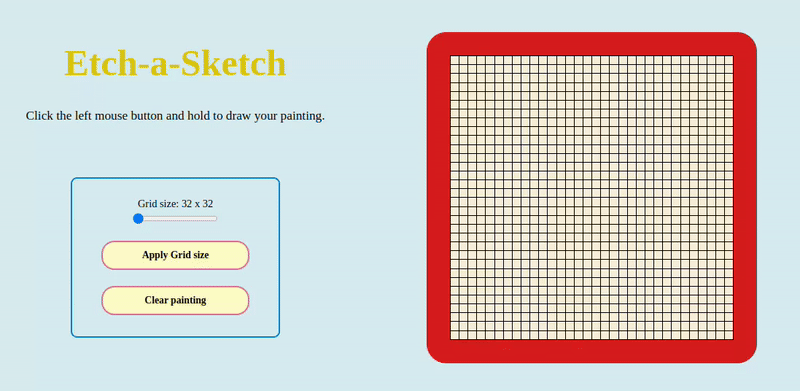 Etch-a-Sketch
Click the left mouse button and hold to draw your painting.
Grid size: 32 x 32
Apply Grid size
Clear painting